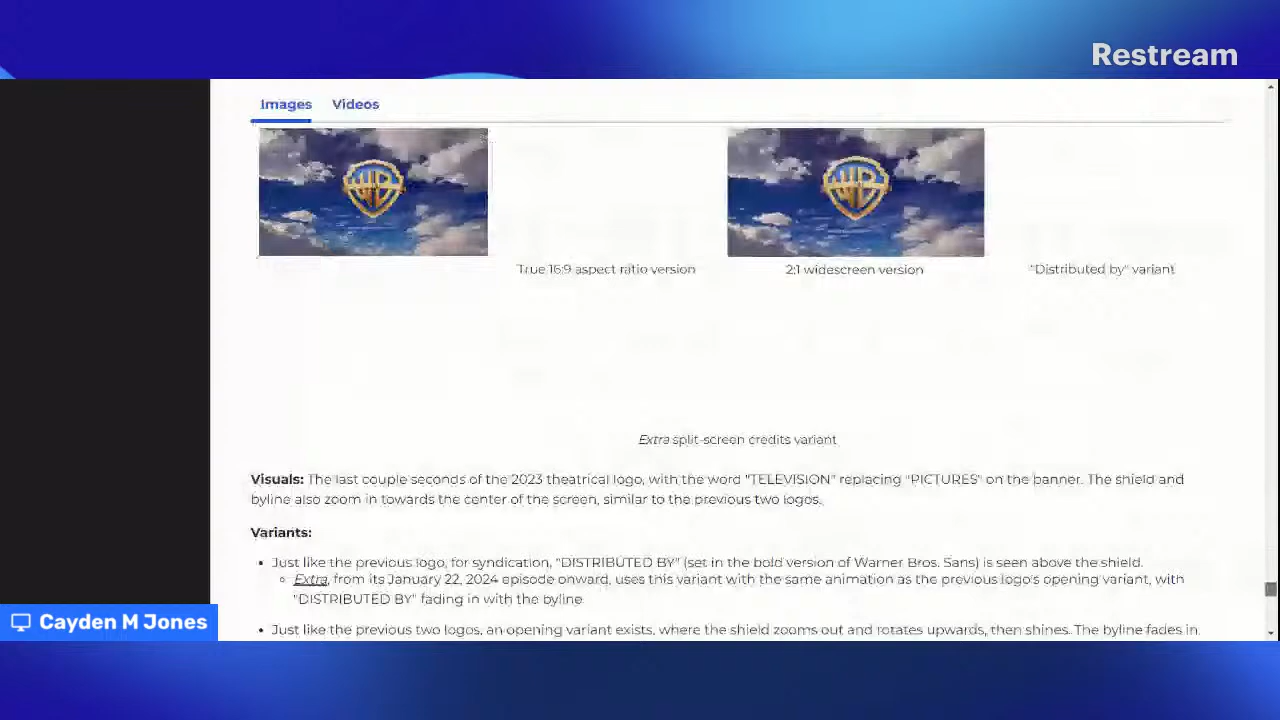 Restream
Images Videos
WB WB
True 16:9 aspect ratio version 2:1 widescreen version "Distributed by" variant
Extra split-screen credits variant
Visuals: The last couple seconds of the 2023 theatrical logo, with the word "TELEVISION" replacing "PICTURES" on the banner. The shield and
byline also zoom in towards the center of the screen, similar to the previous two logos.
Variants:
• Just like the previous logo, for syndication, "DISTRIBUTED BY" (set in the bold version of Warner Bros. Sans) is seen above the shield.
◦ Extra, from its January 22, 2024 episode onward, uses this variant with the same animation as the previous logo's opening variant, with
"DISTRIBUTED BY" fading in with the byline.
• Just like the previous two logos, an opening variant exists, where the shield zooms out and rotates upwards, then shines. The byline fades in.
Cayden M Jones